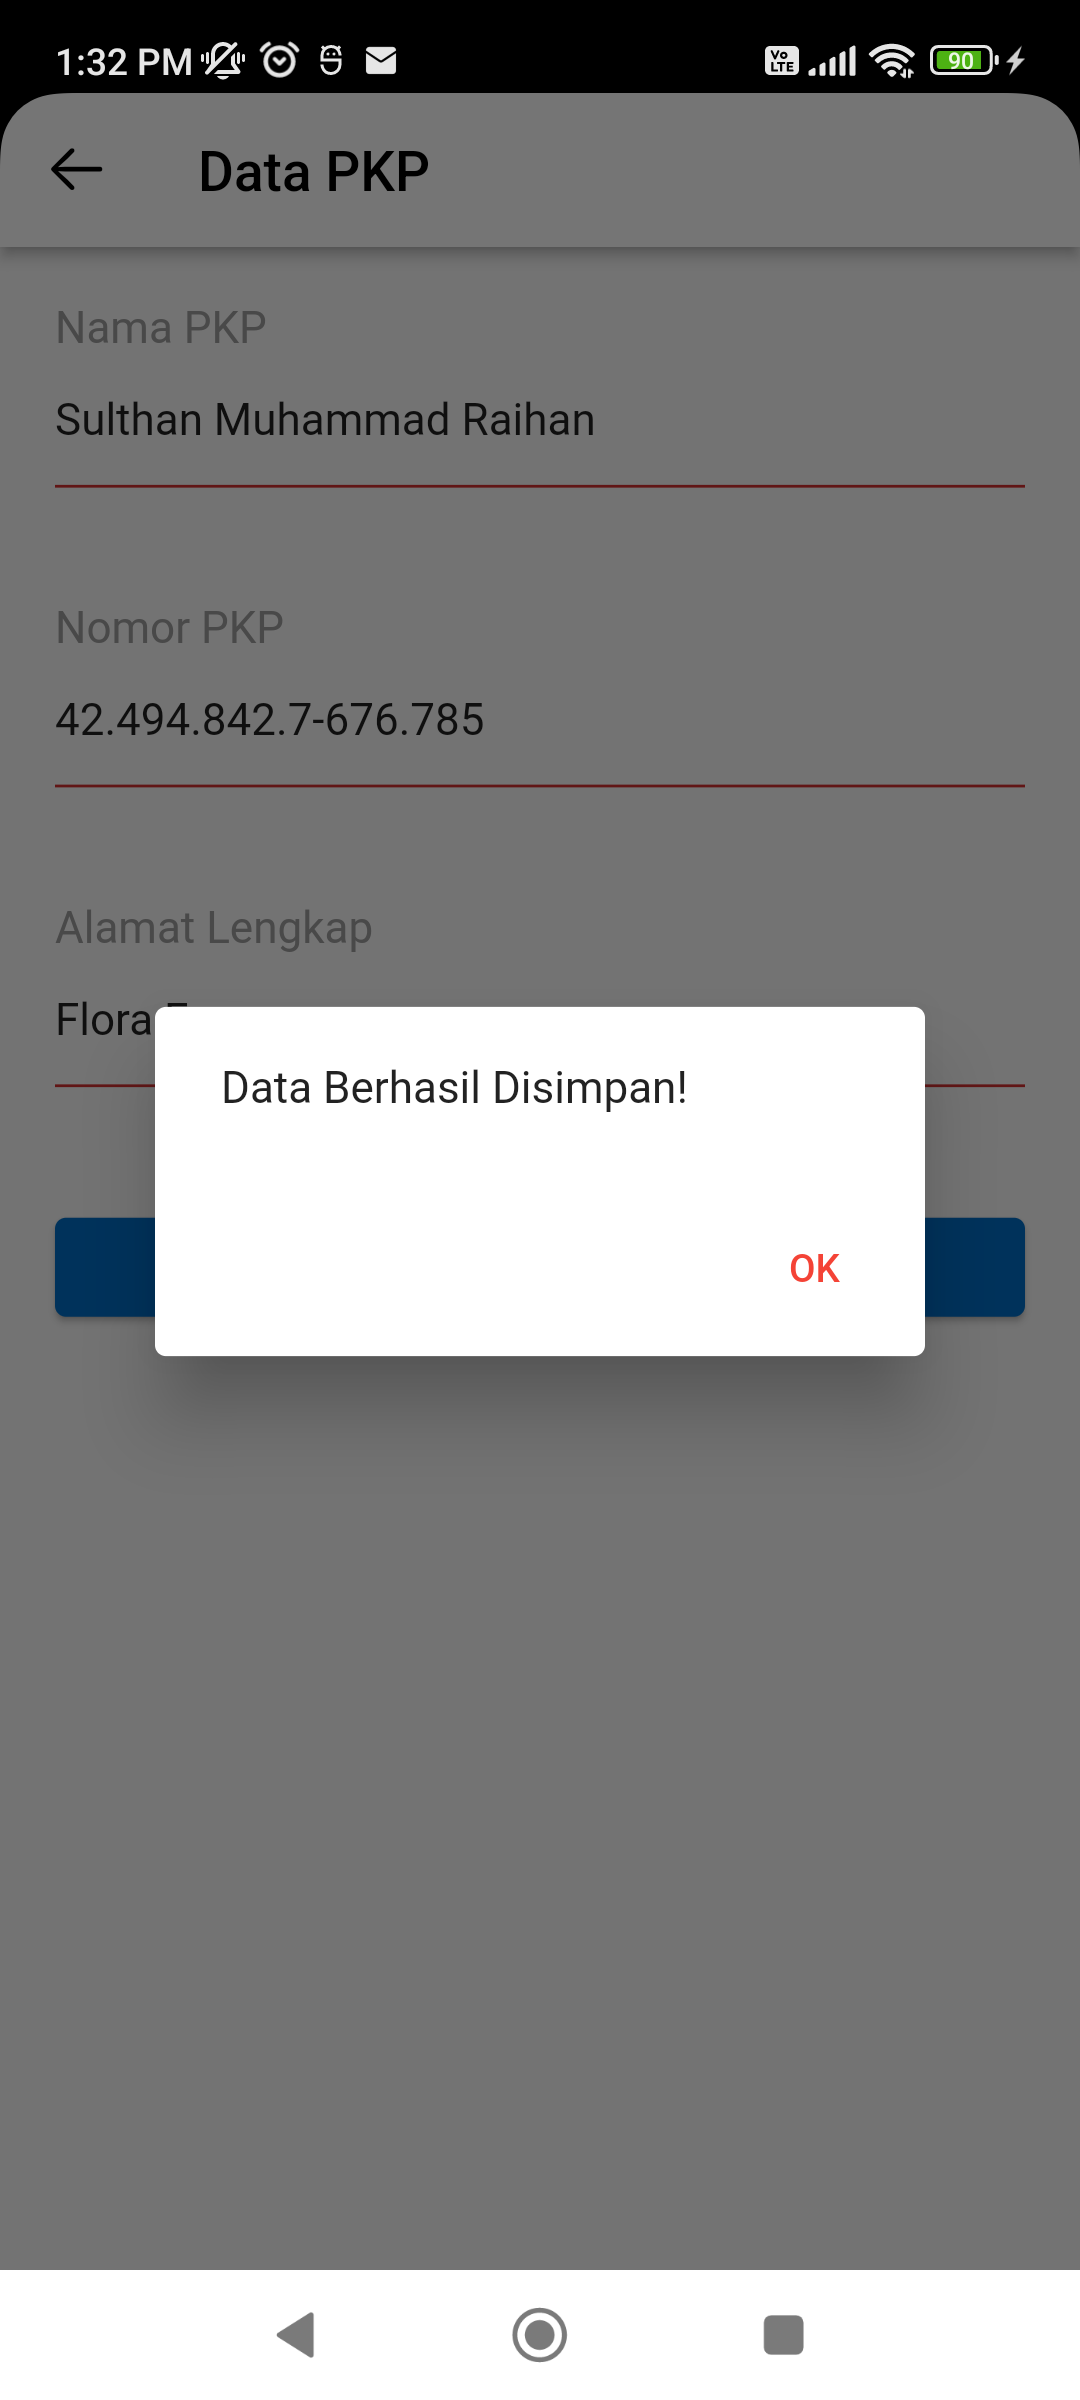 1:32 PM
Vo LTE
90
Data PKP
Nama PKP
Sulthan Muhammad Raihan
Nomor PKP
42.494.842.7-676.785
Alamat Lengkap
Flora
Data Berhasil Disimpan!
OK